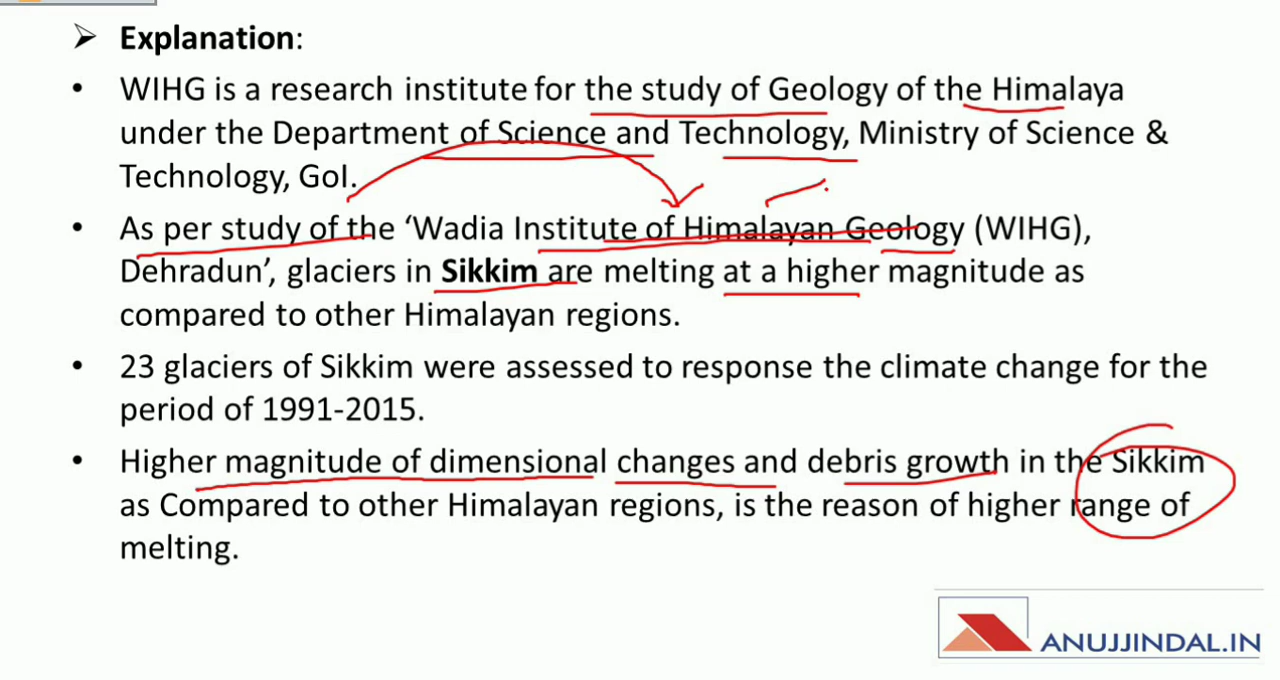 ➤ Explanation:
• WIHG is a research institute for the study of Geology of the Himalaya
under the Department of Science and Technology, Ministry of Science &
Technology, GoI.
• As per study of the ‘Wadia Institute of Himalayan Geology (WIHG),
Dehradun’, glaciers in Sikkim are melting at a higher magnitude as
compared to other Himalayan regions.
• 23 glaciers of Sikkim were assessed to response the climate change for the
period of 1991-2015.
• Higher magnitude of dimensional changes and debris growth in the Sikkim
as Compared to other Himalayan regions, is the reason of higher range of
melting.
ANUJJINDAL.IN